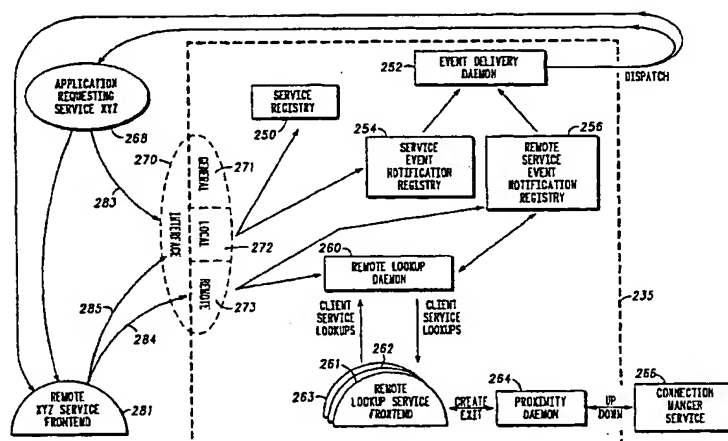 252
EVENT DELIVERY
DAEMON
DISPATCH
APPLICATION
REQUESTING
SERVICE XYZ
268
SERVICE
REGISTRY
250
254
SERVICE
EVENT
NOTIFICATION
REGISTRY
256
REMOTE
SERVICE
EVENT
NOTIFICATION
REGISTRY
270
GENERAL
271
283
INTERFACE
LOCAL
272
REMOTE
273
260
REMOTE LOOKUP
DAEMON
235
285
284
CLIENT
SERVICE
LOOKUPS
CLIENT
SERVICE
LOOKUPS
262
261
263
REMOTE
LOOKUP SERVICE
FRONTEND
CREATE
EXIT
264
PROXIMITY
DAEMON
UP
DOWN
266
CONNECTION
MANGER
SERVICE
REMOTE
XYZ SERVICE
FRONTEND
281